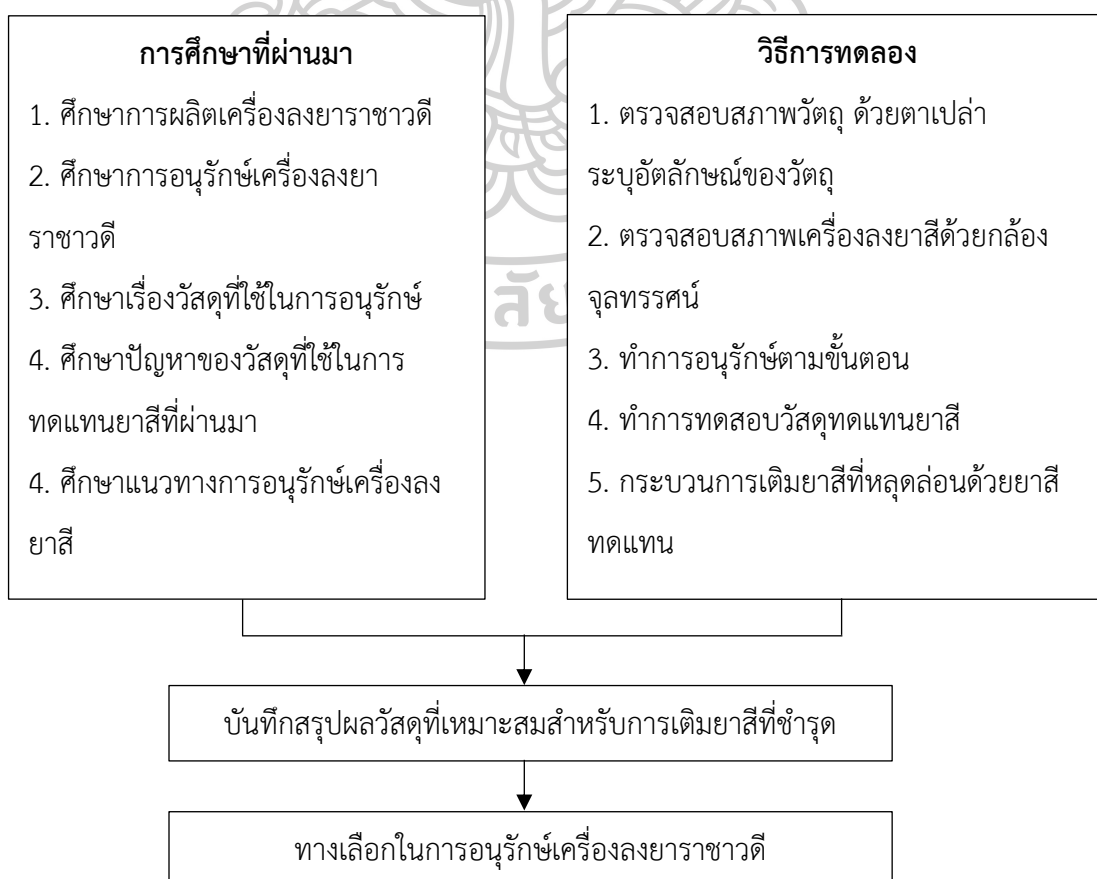 การศึกษาที่ผ่านมา
1. ศึกษาการผลิตเครื่องลงยาราชาวดี
2. ศึกษาการอนุรักษ์เครื่องลงยา
ราชาวดี
3. ศึกษาเรื่องวัสดุที่ใช้ในการอนุรักษ์
4. ศึกษาปัญหาของวัสดุที่ใช้ในการ
ทดแทนยาสีที่ผ่านมา
4. ศึกษาแนวทางการอนุรักษ์เครื่องลง
ยาสี
วิธีการทดลอง
1. ตรวจสอบสภาพวัตถุ ด้วยตาเปล่า
ระบุอัตลักษณ์ของวัตถุ
2. ตรวจสอบสภาพเครื่องลงยาสีด้วยกล้อง
จุลทรรศน์
3. ทำการอนุรักษ์ตามขั้นตอน
4. ทำการทดสอบวัสดุทดแทนยาสี
5. กระบวนการเติมยาสีที่หลุดล่อนด้วยยาสี
ทดแทน
ลัย
บันทึกสรุปผลวัสดุที่เหมาะสมสำหรับการเติมยาสีที่ชำรุด
ทางเลือกในการอนุรักษ์เครื่องลงยาราชาวดี